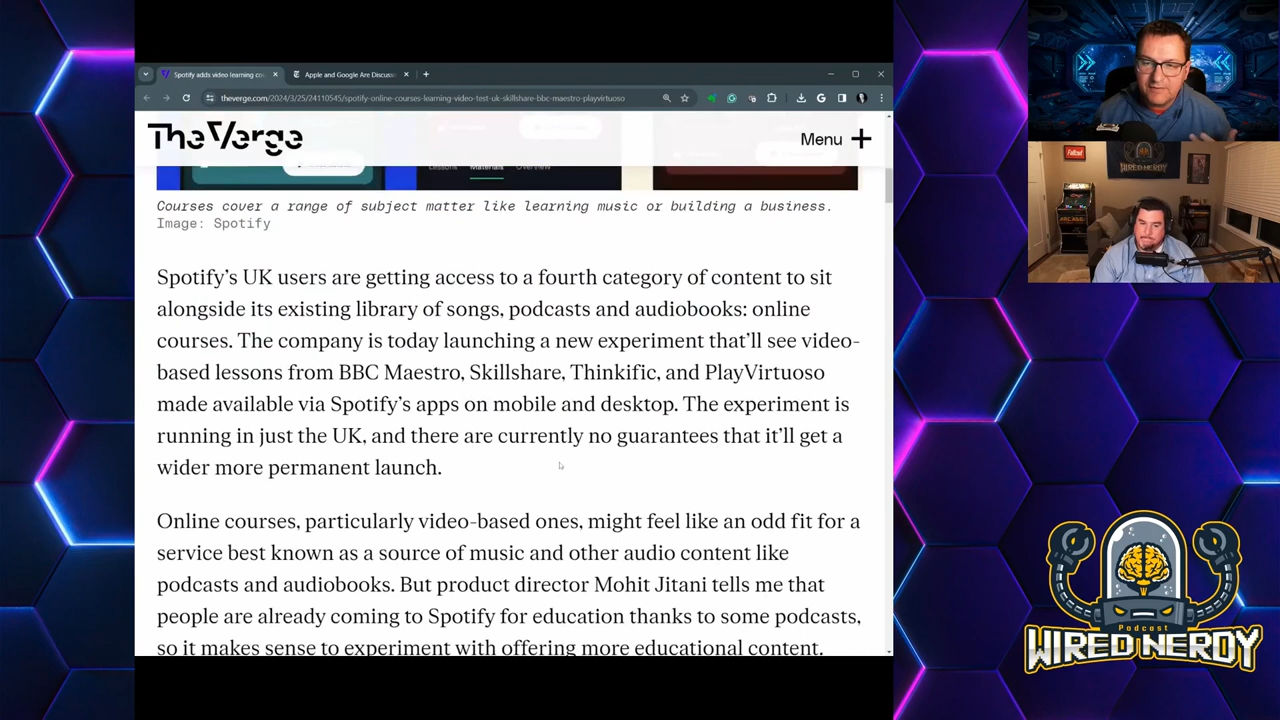 Spotify adds video learning co
Apple and Google Are Discuss
theverge.com/2024/3/25/24110545/spotify-online-courses-learning-video-test-uk-skillshare-bbc-maestro-playvirtuoso
TheVerge
Menu
Lessons Materials Overview
Courses cover a range of subject matter like learning music or building a business.
Image: Spotify
Spotify’s UK users are getting access to a fourth category of content to sit
alongside its existing library of songs, podcasts and audiobooks: online
courses. The company is today launching a new experiment that’ll see video-
based lessons from BBC Maestro, Skillshare, Thinkific, and PlayVirtuoso
made available via Spotify’s apps on mobile and desktop. The experiment is
running in just the UK, and there are currently no guarantees that it’ll get a
wider more permanent launch.
Online courses, particularly video-based ones, might feel like an odd fit for a
service best known as a source of music and other audio content like
podcasts and audiobooks. But product director Mohit Jitani tells me that
people are already coming to Spotify for education thanks to some podcasts,
so it makes sense to experiment with offering more educational content.
Fallout
WIRED NERDY
Podcast
WIRED NERDY